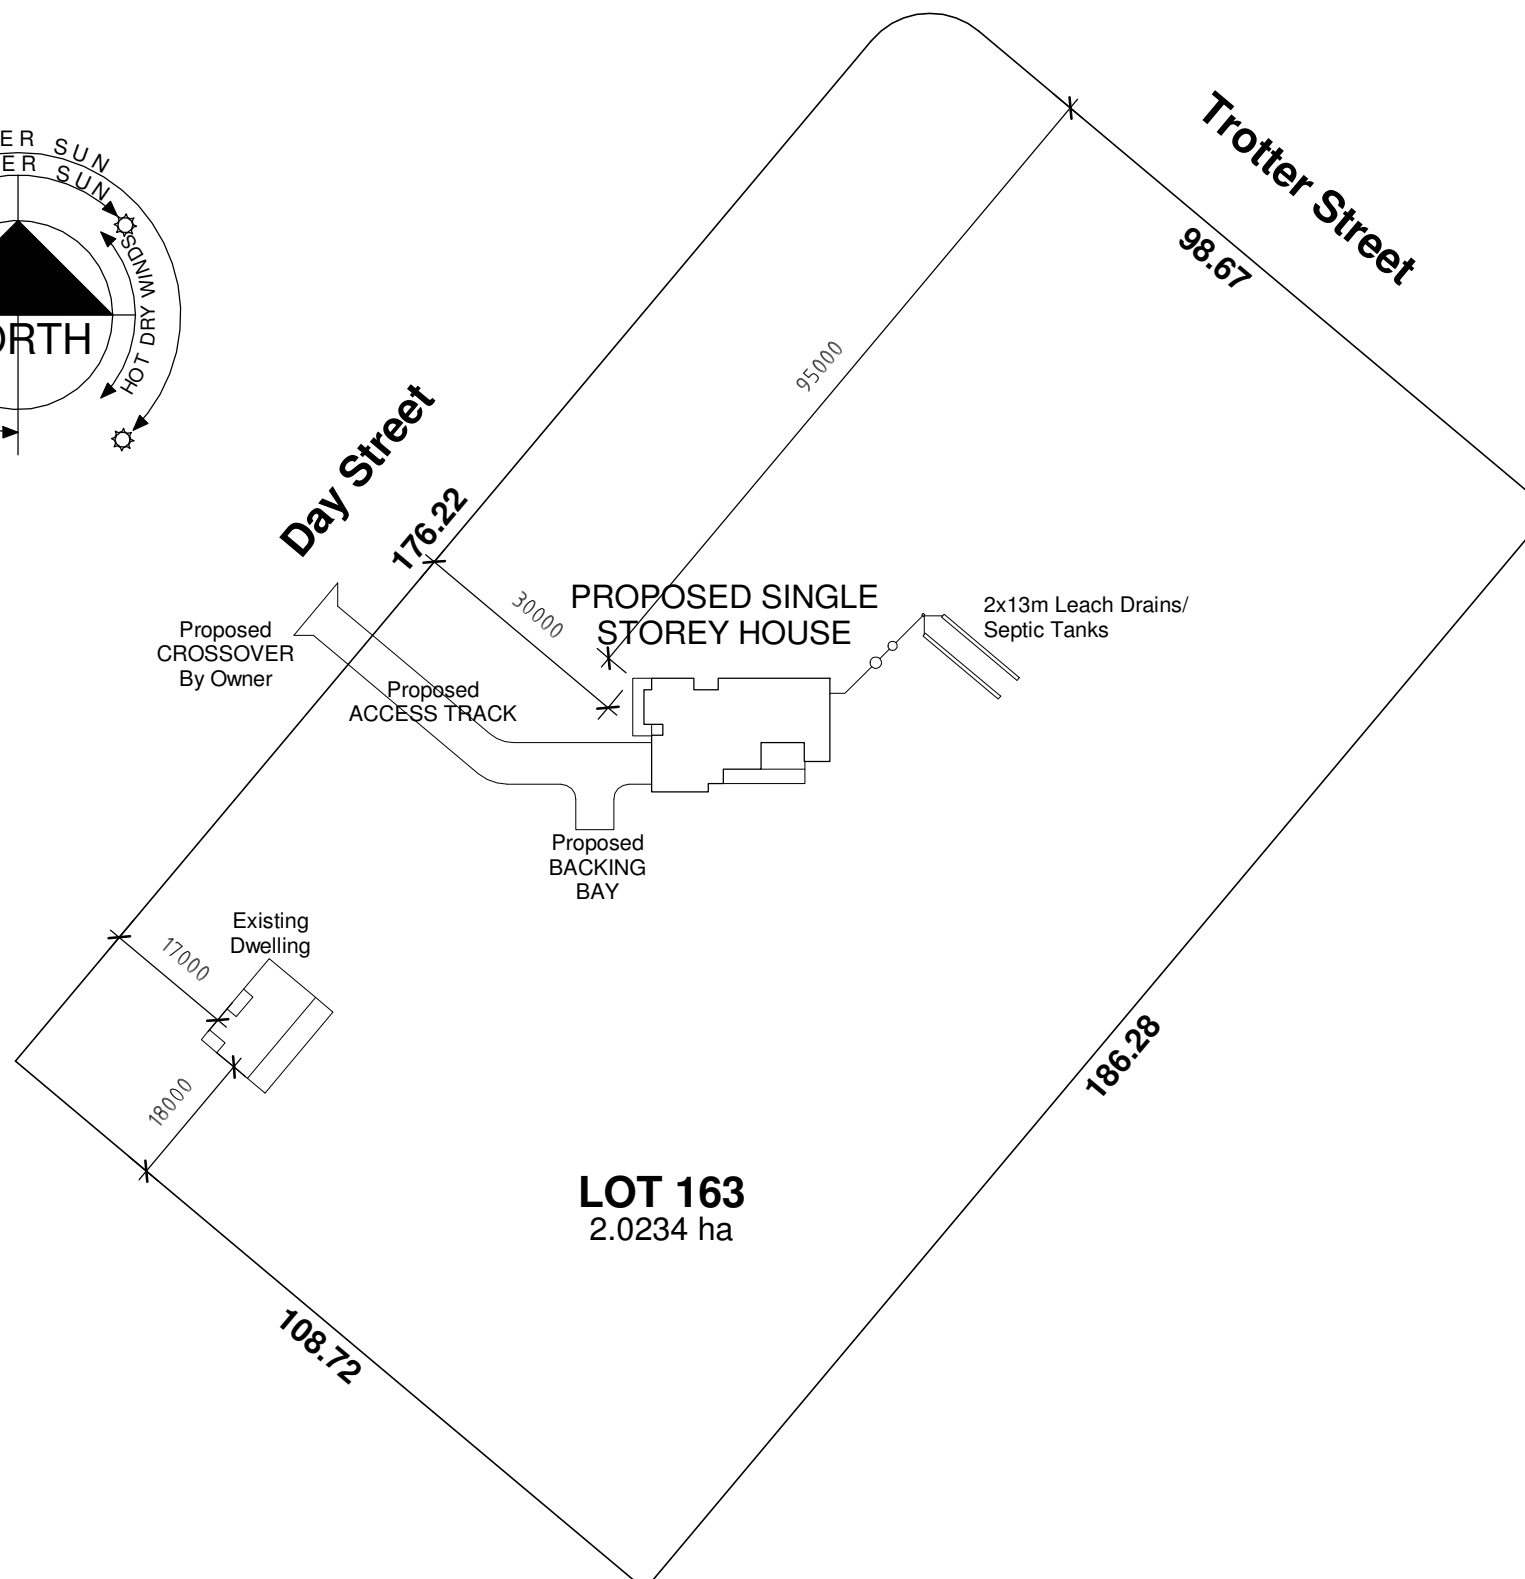 SUN
SUN
HOT DRY WINDS
Trotter Street
98.67
95000
Day Street
176.22
30000
PROPOSED SINGLE
STOREY HOUSE
2x13m Leach Drains/
Septic Tanks
Proposed
CROSSOVER
By Owner
Proposed
ACCESS TRACK
Proposed
BACKING
BAY
Existing
Dwelling
17000
18000
186.28
LOT 163
2.0234 ha
108.72